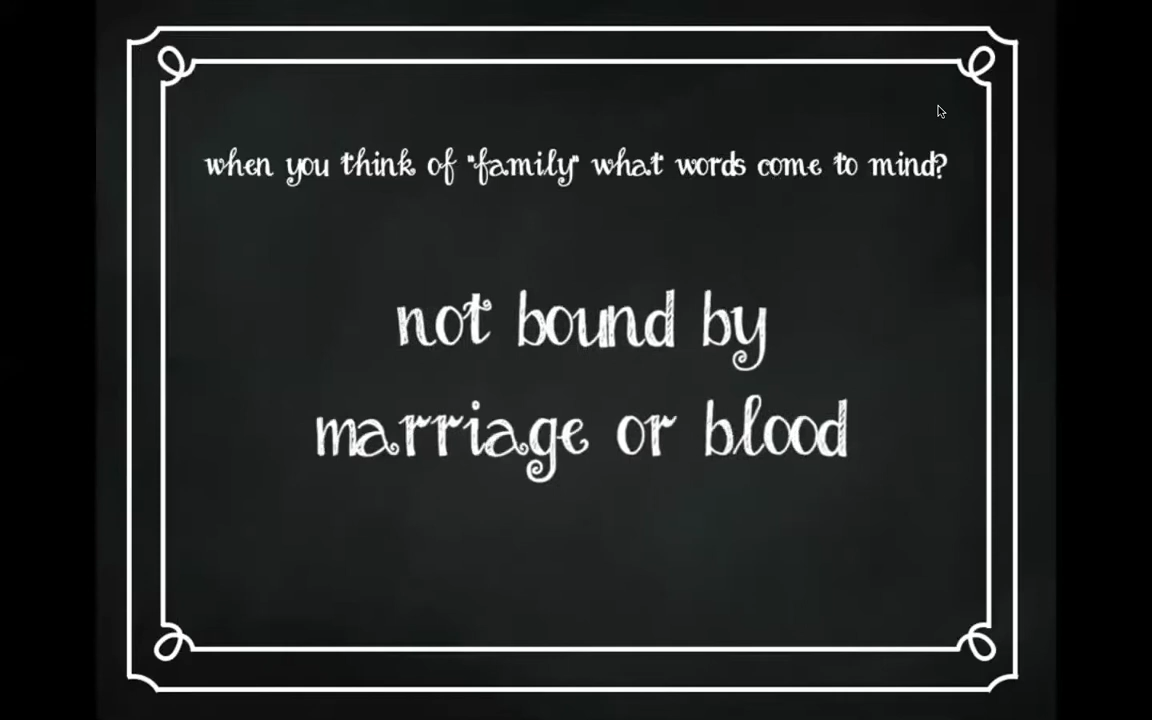 when you think of "family" what words come to mind?
not bound by
marriage or blood